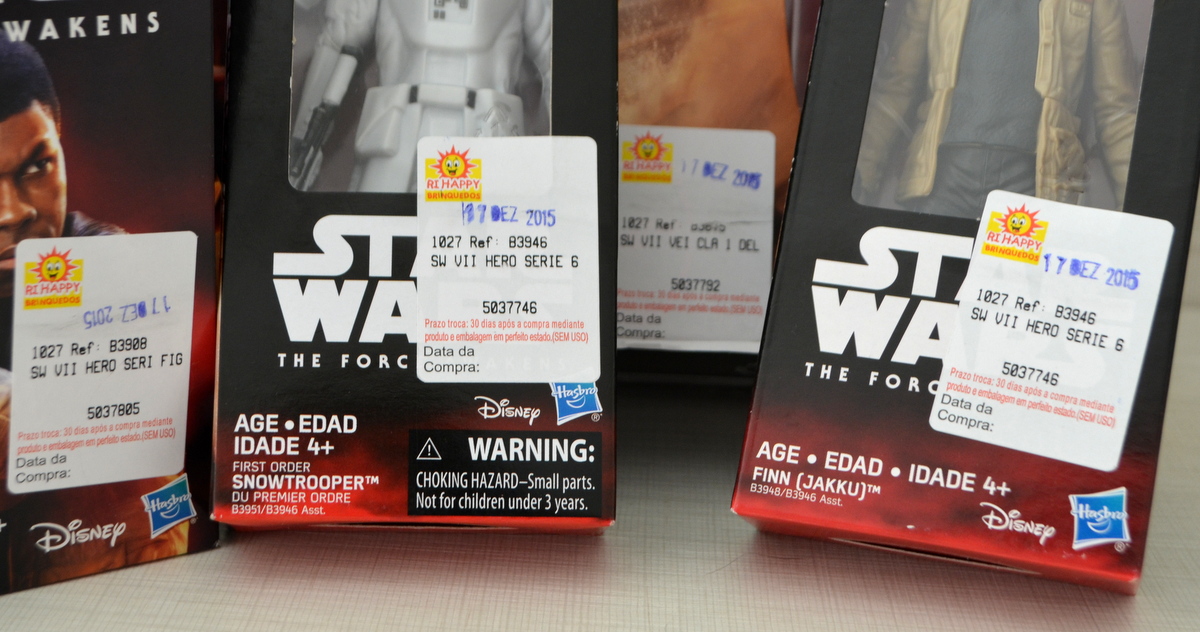 WAKENS
RI HAPPY
BRINQUEDOS
17 DEZ 2015
1027 Ref: B3908
SW VII HERO SERI FIG
5037805
Prazo troca: 30 dias após a compra mediante
produto e embalagem em perfeito estado.(SEM USO)
Data da
Compra:
Disney
Hasbro
RI HAPPY
BRINQUEDOS
17 DEZ 2015
1027 Ref: B3946
SW VII HERO SERIE 6
5037746
Prazo troca: 30 dias após a compra mediante
produto e embalagem em perfeito estado.(SEM USO)
Data da
Compra:
STA
WA
THE FORC
Disney
Hasbro®
AGE • EDAD
IDADE 4+
FIRST ORDER
SNOWTROOPER™
DU PREMIER ORDRE
B3951/B3946 Asst.
WARNING:
CHOKING HAZARD–Small parts.
Not for children under 3 years.
RI HAPPY
BRINQUEDOS
17 DEZ 2015
1027 Ref:
SW VII VEI CLA 1 DEL
5037792
Prazo troca: 30 dias após a compra mediante
produto e embalagem em perfeito estado.(SEM USO)
Data da
Compra:
RI HAPPY
BRINQUEDOS
17 DEZ 2015
1027 Ref: B3946
SW VII HERO SERIE 6
5037746
Prazo troca: 30 dias após a compra mediante
produto e embalagem em perfeito estado.(SEM USO)
Data da
Compra:
STA
WA
THE FORC
AGE • EDAD • IDADE 4+
FINN (JAKKU)™
B3948/B3946 Asst.
Disney
Hasbro